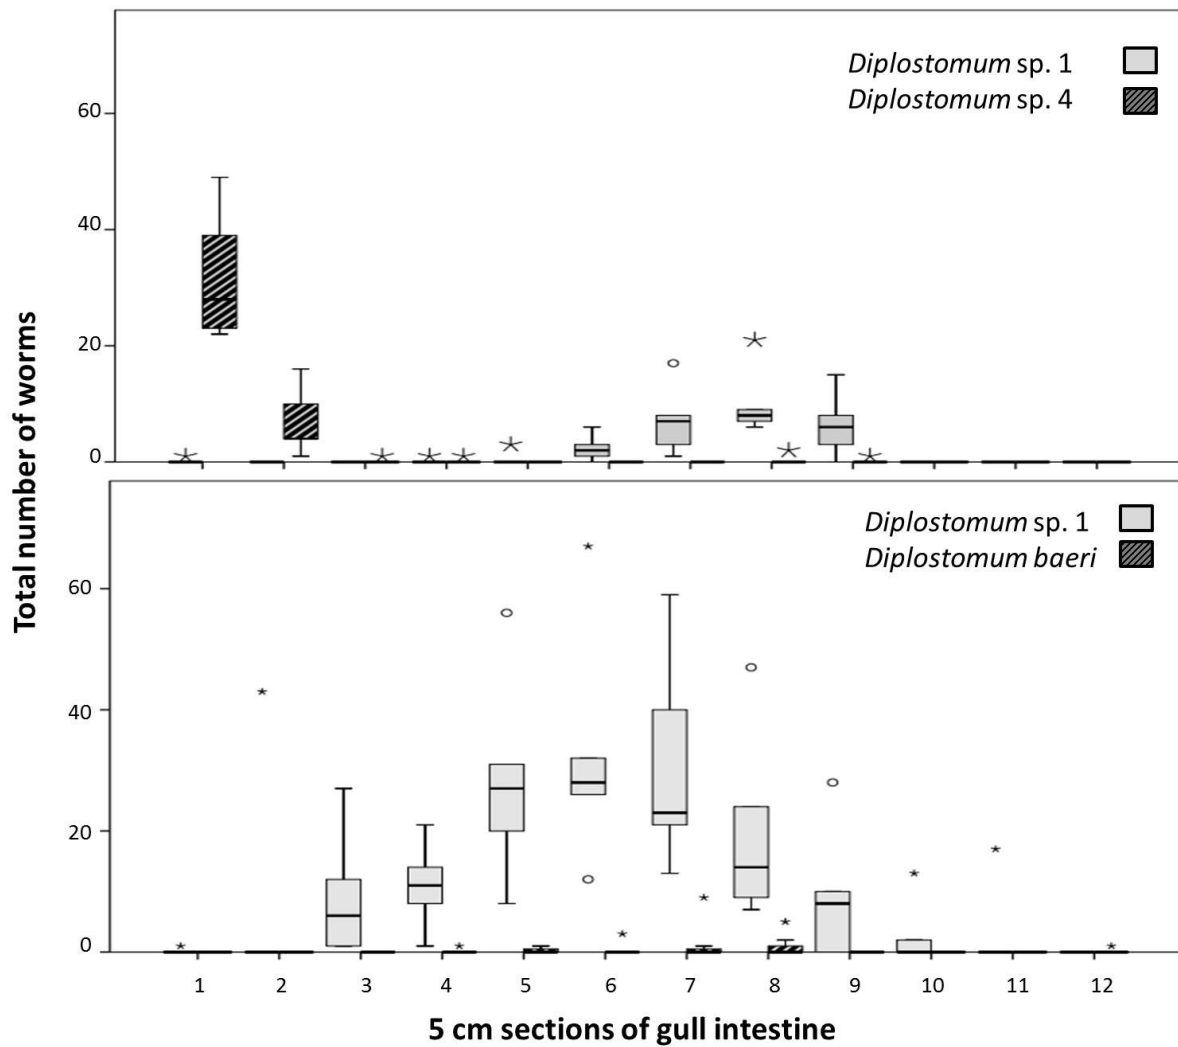 Diplostomum sp. 1
Diplostomum sp. 4
60
40
20
0
Total number of worms
Diplostomum sp. 1
Diplostomum baeri
60
40
20
0
1 2 3 4 5 6 7 8 9 10 11 12
5 cm sections of gull intestine